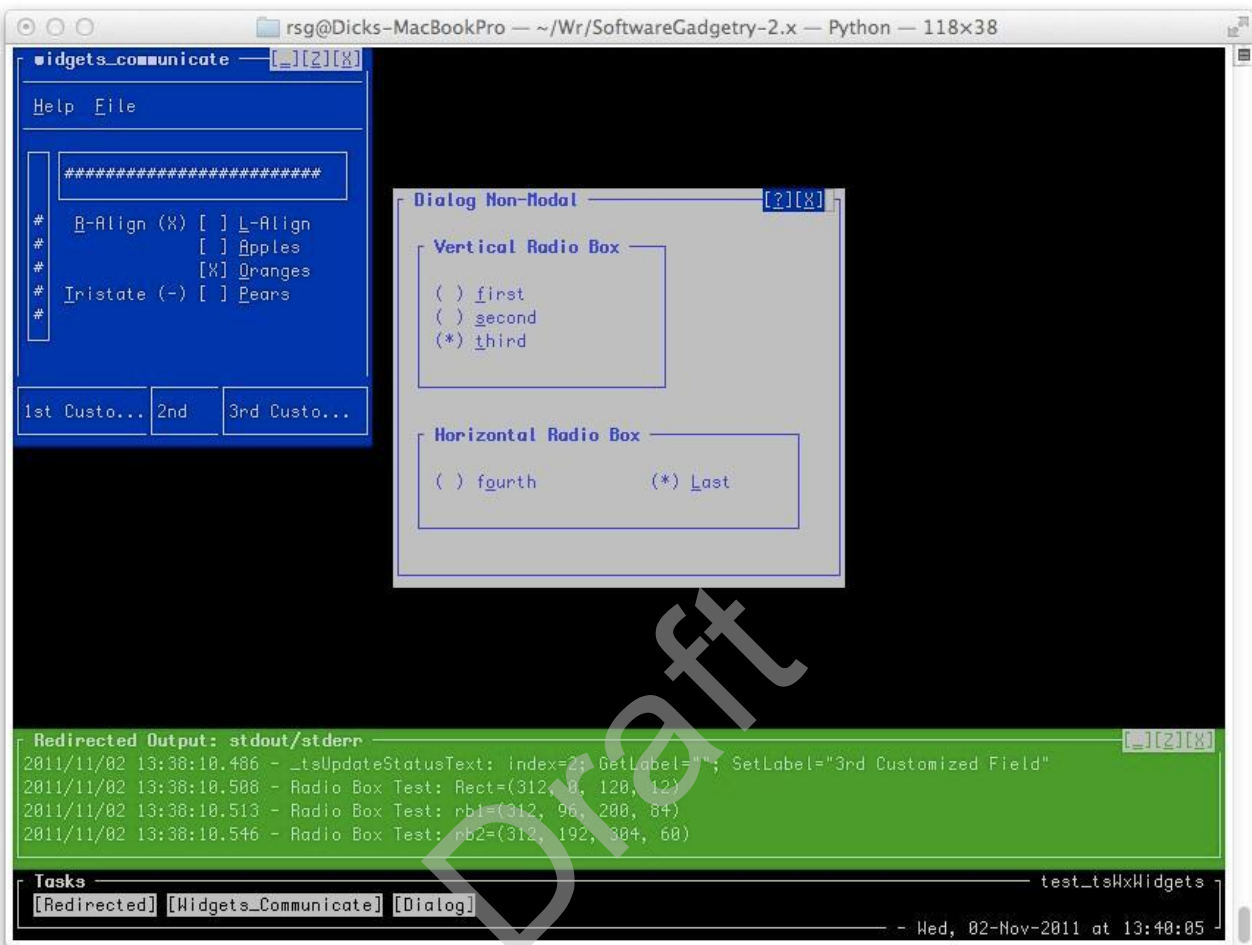 rsg@Dicks-MacBookPro — ~/Wr/SoftwareGadgetry-2.x — Python — 118x38
widgets_communicate [_][Z][X]
Help File
#########################
# R-Align (X) [ ] L-Align
# [ ] Apples
# [X] Oranges
# Tristate (-) [ ] Pears
#
1st Custo... 2nd 3rd Custo...
Dialog Non-Modal [?][X]
Vertical Radio Box
( ) first
( ) second
(*) third
Horizontal Radio Box
( ) fourth (*) Last
Redirected Output: stdout/stderr [_][Z][X]
2011/11/02 13:38:10.486 - _tsUpdateStatusText: index=2; GetLabel=""; SetLabel="3rd Customized Field"
2011/11/02 13:38:10.508 - Radio Box Test: Rect=(312, 0, 120, 12)
2011/11/02 13:38:10.513 - Radio Box Test: rb1=(312, 96, 200, 84)
2011/11/02 13:38:10.546 - Radio Box Test: rb2=(312, 192, 304, 60)
Tasks test_tsWxWidgets
[Redirected] [Widgets_Communicate] [Dialog]
- Wed, 02-Nov-2011 at 13:40:05
Draft